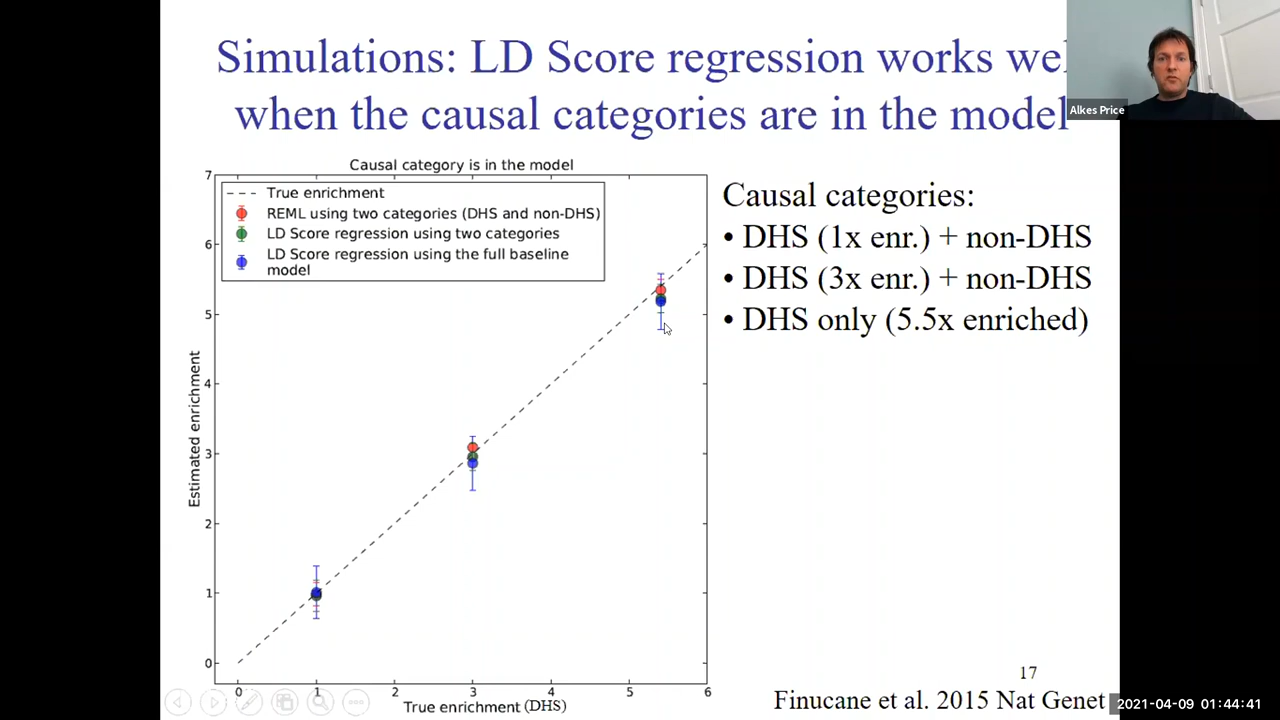 Simulations: LD Score regression works wel
when the causal categories are in the model
Alkes Price
Causal category is in the model
True enrichment
REML using two categories (DHS and non-DHS)
LD Score regression using two categories
LD Score regression using the full baseline
model
7
6
5
4
3
2
1
0
Estimated enrichment
0 1 2 3 4 5 6
True enrichment (DHS)
Causal categories:
• DHS (1x enr.) + non-DHS
• DHS (3x enr.) + non-DHS
• DHS only (5.5x enriched)
17
Finucane et al. 2015 Nat Genet
2021-04-09 01:44:41